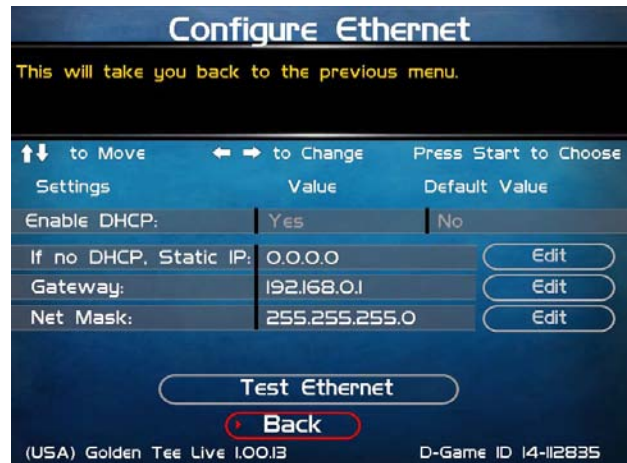 Configure Ethernet
This will take you back to the previous menu.
to Move to Change Press Start to Choose
Settings Value Default Value
Enable DHCP: Yes No
If no DHCP, Static IP: 0.0.0.0 Edit
Gateway: 192.168.0.1 Edit
Net Mask: 255.255.255.0 Edit
Test Ethernet
Back
(USA) Golden Tee Live 1.00.13 D-Game ID 14-112835